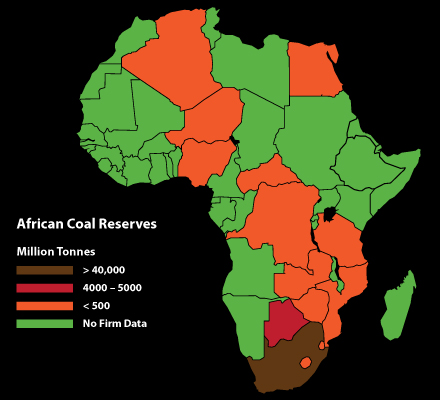 African Coal Reserves
Million Tonnes
> 40,000
4000 – 5000
< 500
No Firm Data